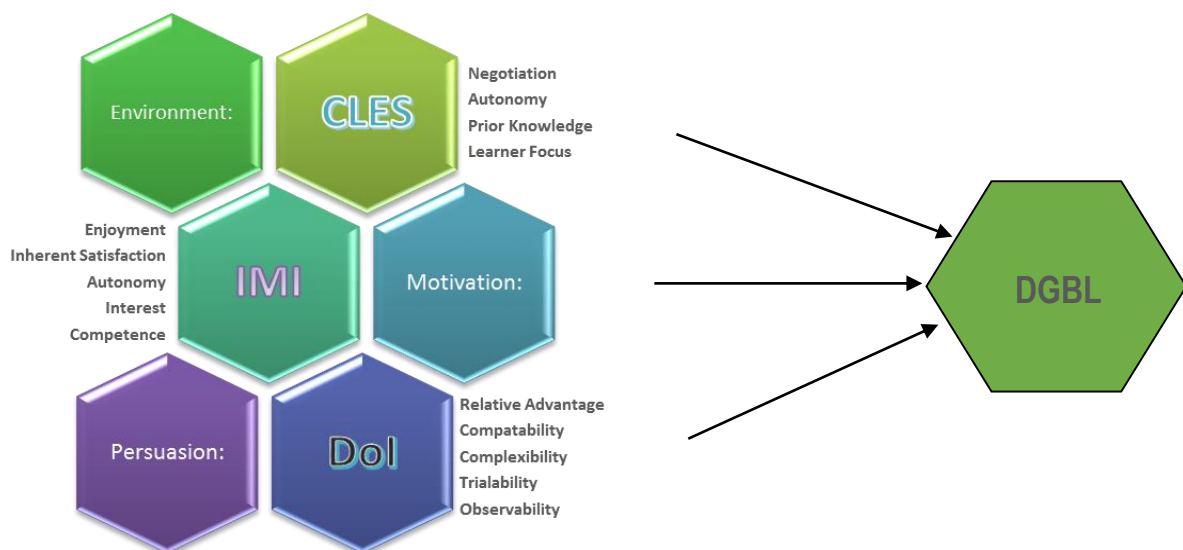 Environment:
CLES
Negotiation
Autonomy
Prior Knowledge
Learner Focus
Enjoyment
Inherent Satisfaction
Autonomy
Interest
Competence
IMI
Motivation:
DGBL
Persuasion:
DoI
Relative Advantage
Compatability
Complexibility
Trialability
Observability